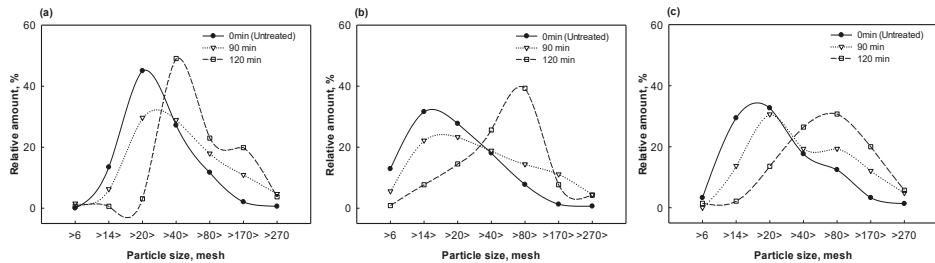 (a)
60
40
20
0
Relative amount, %
0min (Untreated)
90 min
120 min
>6 >14> >20> >40> >80> >170> >270
Particle size, mesh
(b)
60
40
20
0
Relative amount, %
0min (Untreated)
90 min
120 min
>6 >14> >20> >40> >80> >170> >270>
Particle size, mesh
(c)
60
40
20
0
Relative amount, %
0min (Untreated)
90 min
120 min
>6 >14> >20> >40> >80> >170> >270
Particle size, mesh